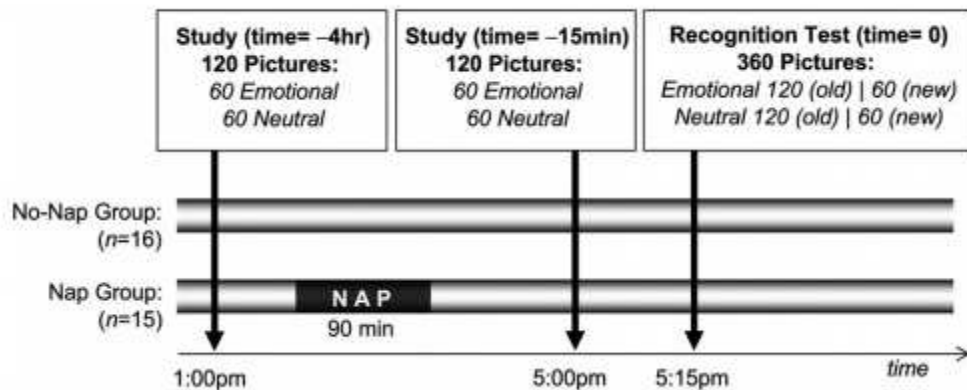 Study (time= –4hr)
120 Pictures:
60 Emotional
60 Neutral
Study (time= –15min)
120 Pictures:
60 Emotional
60 Neutral
Recognition Test (time= 0)
360 Pictures:
Emotional 120 (old) | 60 (new)
Neutral 120 (old) | 60 (new)
No-Nap Group:
(n=16)
Nap Group:
(n=15)
NAP
90 min
1:00pm
5:00pm
5:15pm
time